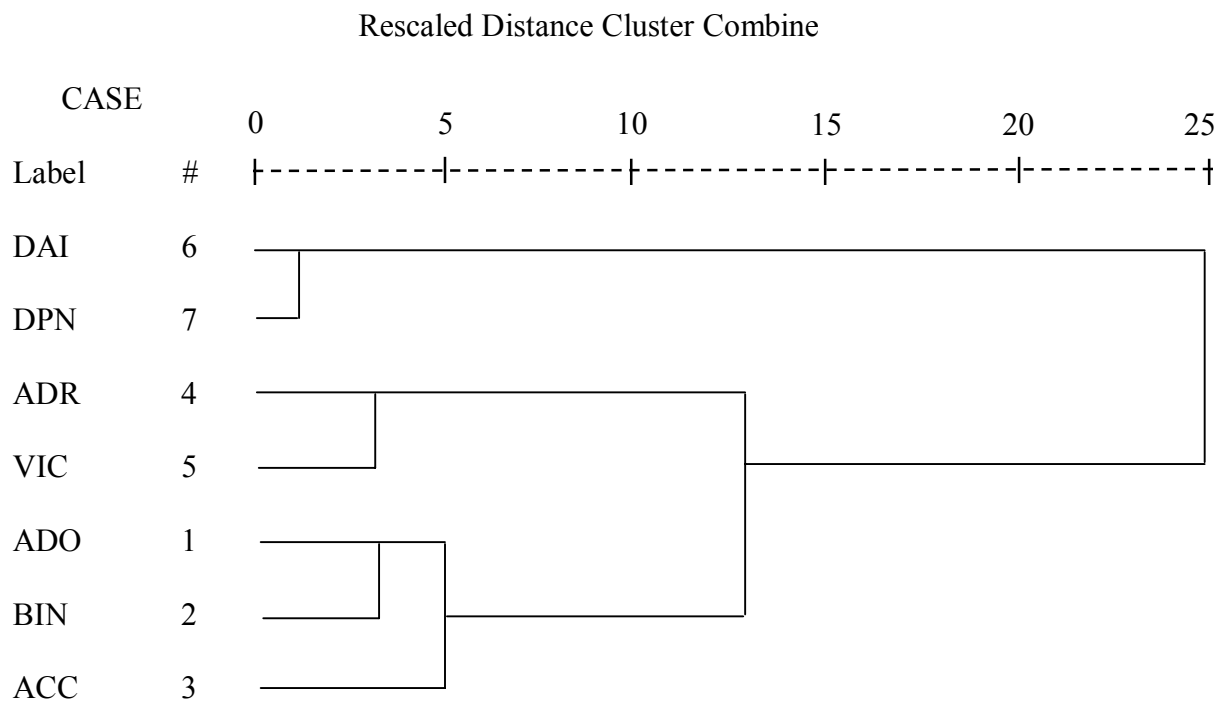 Rescaled Distance Cluster Combine
CASE
0 5 10 15 20 25
Label #
DAI 6
DPN 7
ADR 4
VIC 5
ADO 1
BIN 2
ACC 3